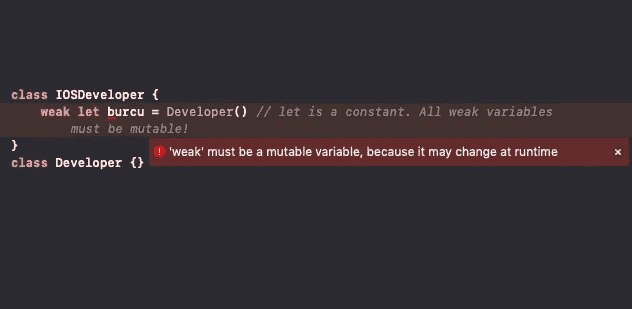 class IOSDeveloper {
weak let burcu = Developer() // let is a constant. All weak variables
must be mutable!
}
'weak' must be a mutable variable, because it may change at runtime ×
class Developer {}